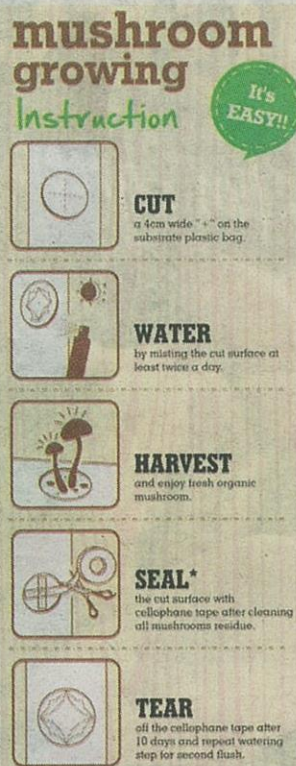 mushroom
growing
Instruction
It's
EASY!!
CUT
a 4cm wide "+" on the
substrate plastic bag.
WATER
by misting the cut surface at
least twice a day.
HARVEST
and enjoy fresh organic
mushroom.
SEAL*
the cut surface with
cellophane tape after cleaning
all mushrooms residue.
TEAR
off the cellophane tape after
10 days and repeat watering
step for second flush.